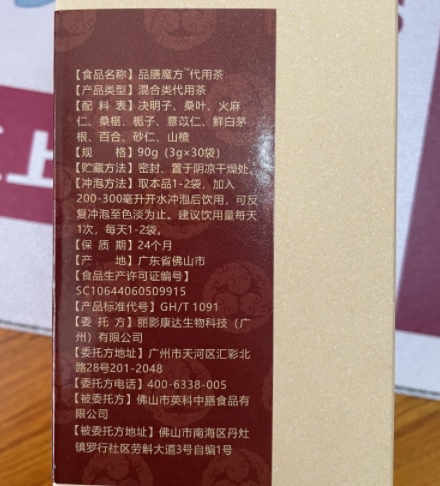 【食品名称】品膳魔方™代用茶
【产品类型】混合类代用茶
【配 料 表】决明子、桑叶、火麻
仁、桑椹、栀子、薏苡仁、鲜白茅
根、百合、砂仁、山楂
【规 格】90g（3g×30袋）
【贮藏方法】密封、置于阴凉干燥处。
【冲泡方法】取本品1-2袋，加入
200-300毫升开水冲泡后饮用，可反
复冲泡至色淡为止。建议饮用量每天
1次，每天1-2袋。
【保 质 期】24个月
【产 地】广东省佛山市
【食品生产许可证编号】
SC10644060509915
【产品标准代号】GH/T 1091
【委 托 方】丽影康达生物科技（广
州）有限公司
【委托方地址】广州市天河区汇彩北
路28号201-2048
【委托方电话】400-6338-005
【被委托方】佛山市英科中膳食品有
限公司
【被委托方地址】佛山市南海区丹灶
镇罗行社区劳斛大道3号自编1号
上